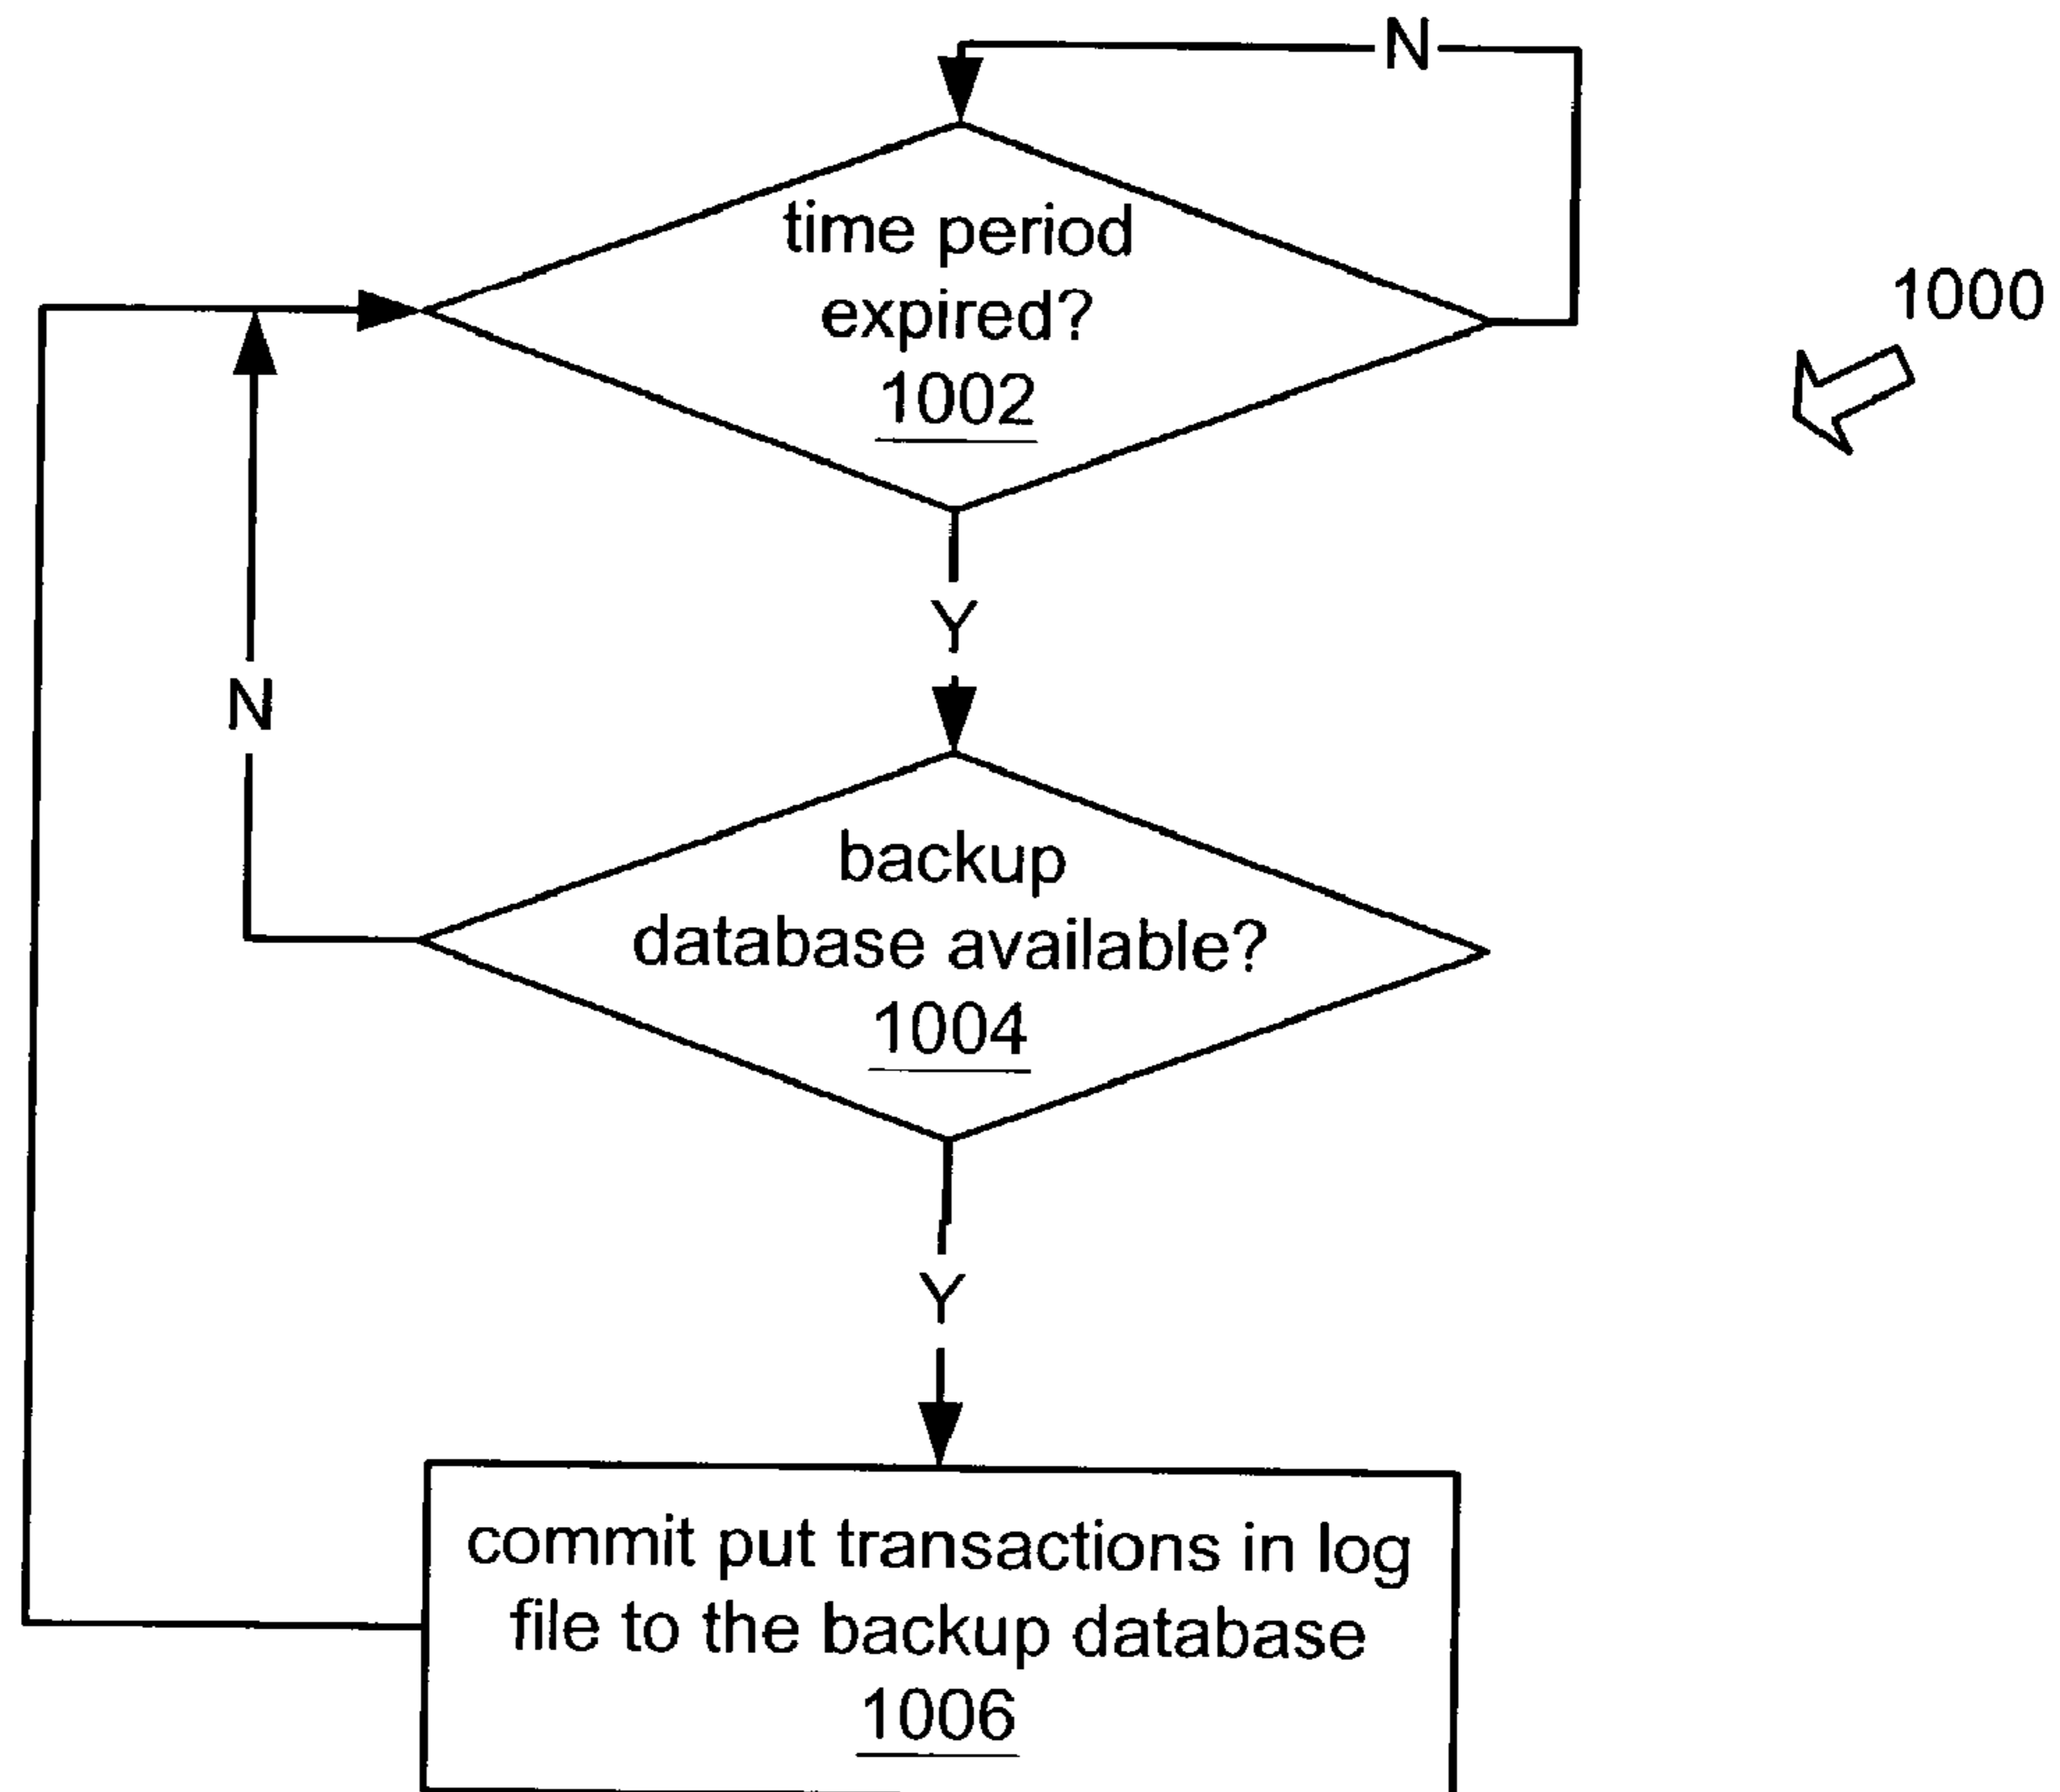 N
time period
expired?
1002
1000
Y
N
backup
database available?
1004
Y
commit put transactions in log
file to the backup database
1006